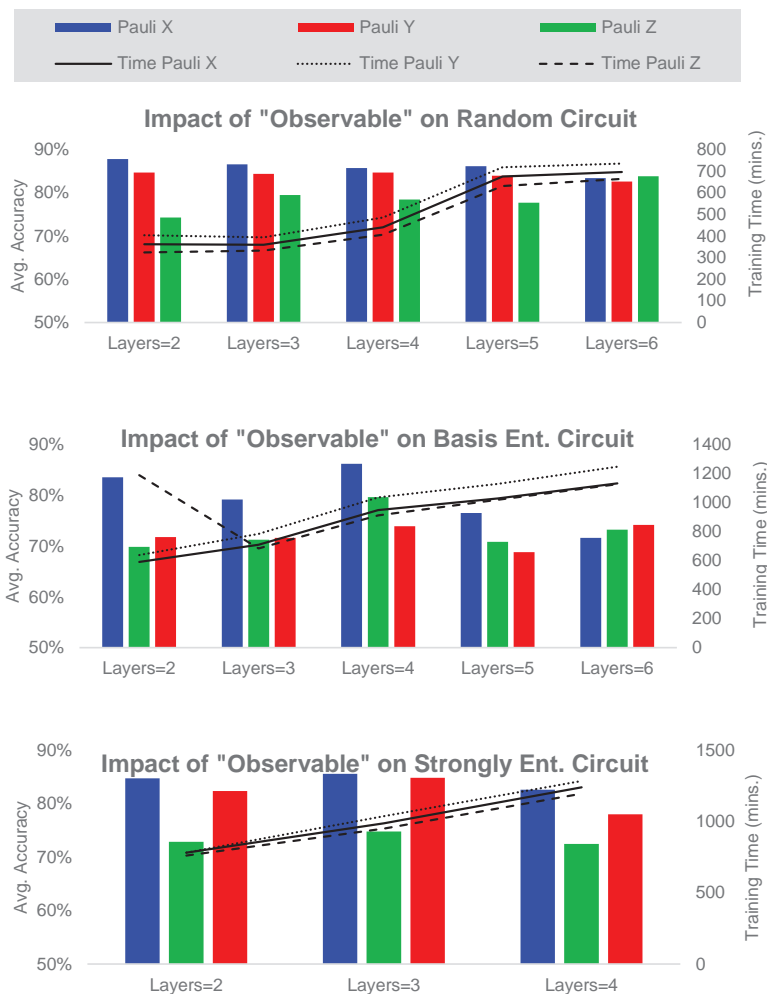 Pauli X Pauli Y Pauli Z
Time Pauli X Time Pauli Y Time Pauli Z
Impact of "Observable" on Random Circuit
Avg. Accuracy
90%
80%
70%
60%
50%
800
700
600
500
400
300
200
100
0
Training Time (mins.)
Layers=2 Layers=3 Layers=4 Layers=5 Layers=6
Impact of "Observable" on Basis Ent. Circuit
Avg. Accuracy
90%
80%
70%
60%
50%
1400
1200
1000
800
600
400
200
0
Training Time (mins.)
Layers=2 Layers=3 Layers=4 Layers=5 Layers=6
Impact of "Observable" on Strongly Ent. Circuit
Avg. Accuracy
90%
80%
70%
60%
50%
1500
1000
500
0
Training Time (mins.)
Layers=2 Layers=3 Layers=4